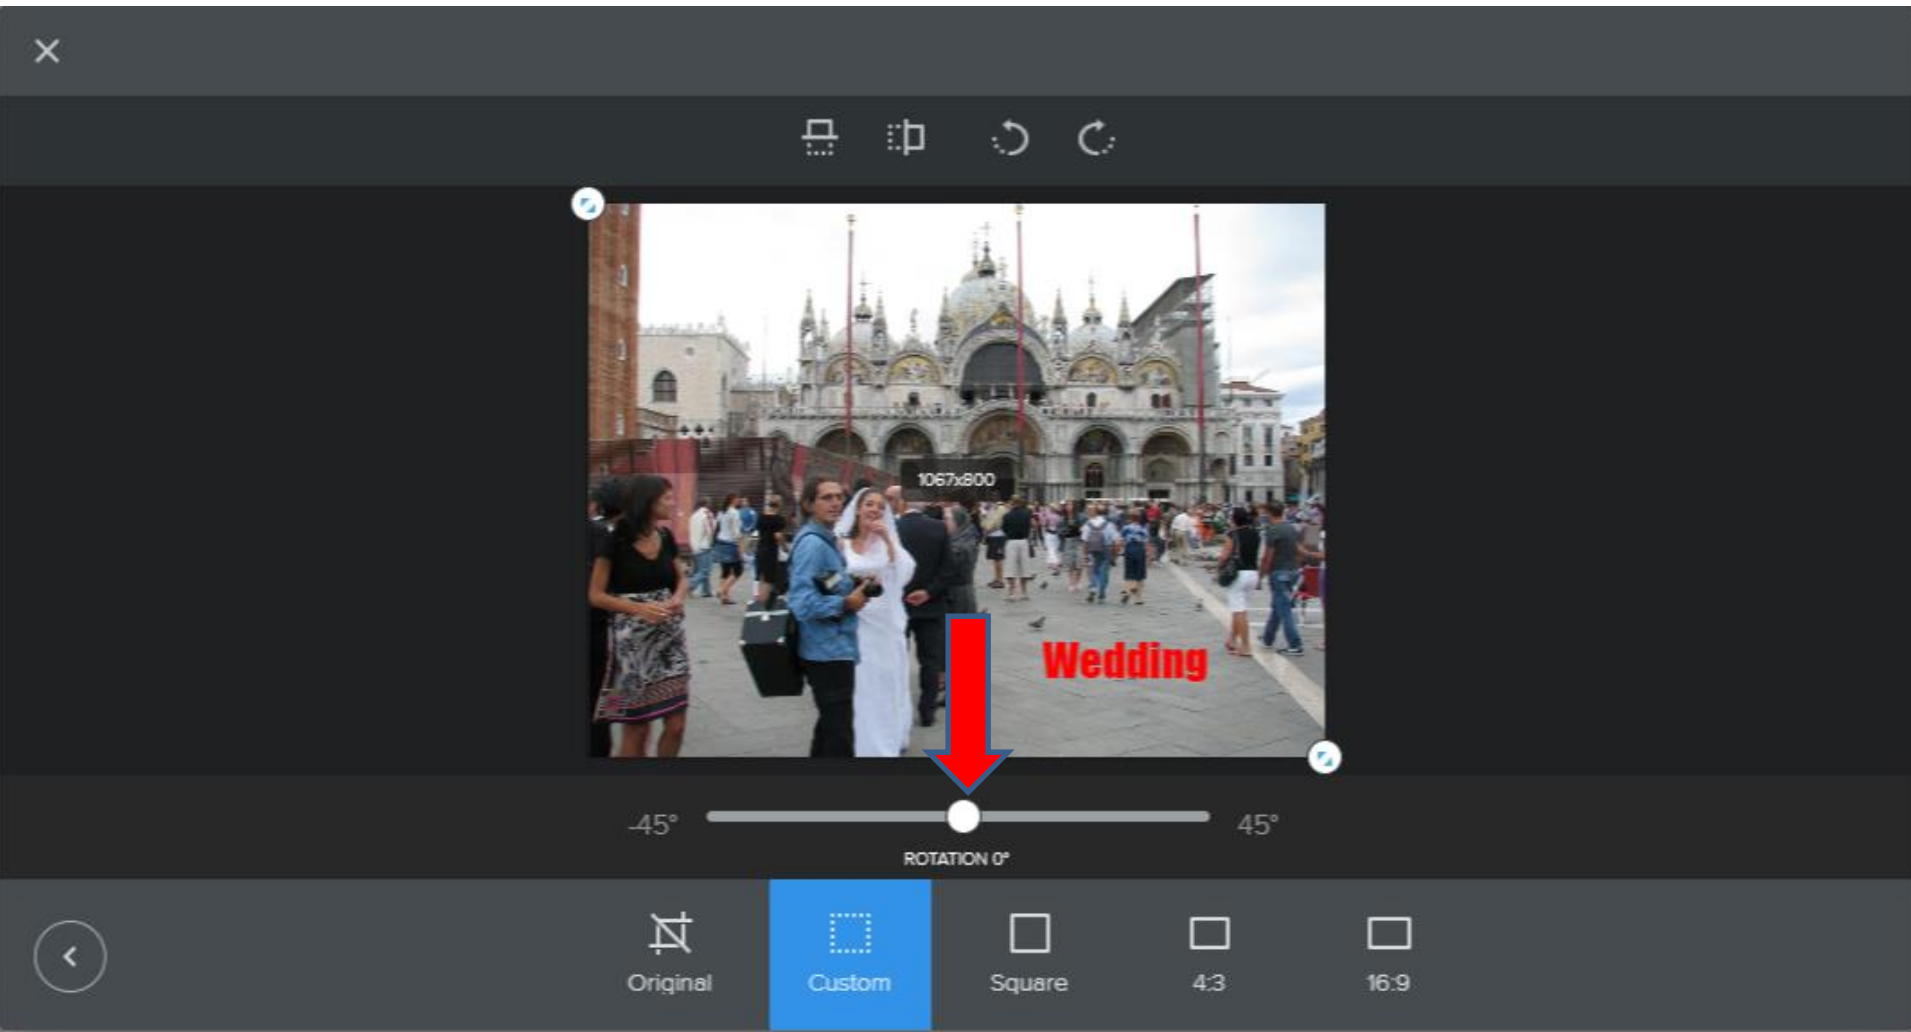 1067x800
Wedding
-45° 45°
ROTATION 0°
Original Custom Square 4:3 16:9